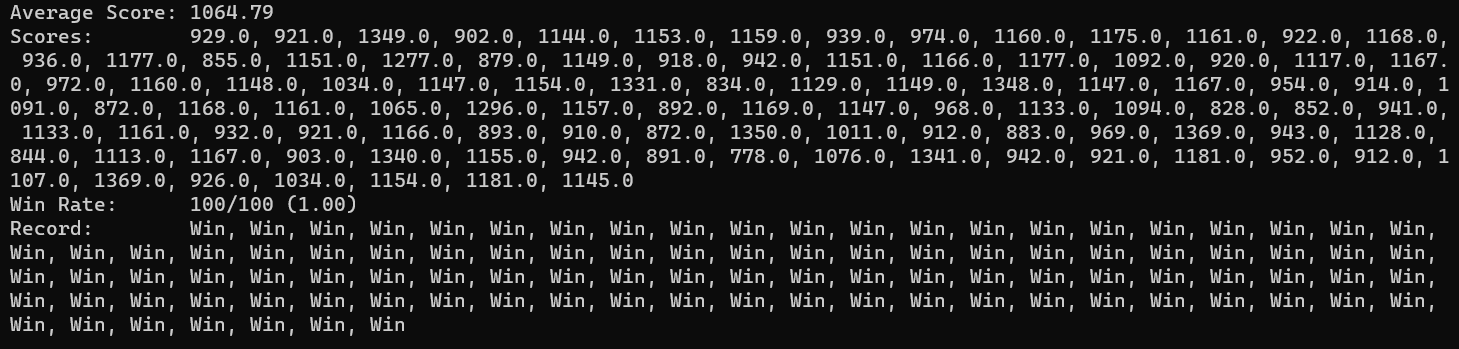 Average Score: 1064.79
Scores:        929.0, 921.0, 1349.0, 902.0, 1144.0, 1153.0, 1159.0, 939.0, 974.0, 1160.0, 1175.0, 1161.0, 922.0, 1168.0,
 936.0, 1177.0, 855.0, 1151.0, 1277.0, 879.0, 1149.0, 918.0, 942.0, 1151.0, 1166.0, 1177.0, 1092.0, 920.0, 1117.0, 1167.
0, 972.0, 1160.0, 1148.0, 1034.0, 1147.0, 1154.0, 1331.0, 834.0, 1129.0, 1149.0, 1348.0, 1147.0, 1167.0, 954.0, 914.0, 1
091.0, 872.0, 1168.0, 1161.0, 1065.0, 1296.0, 1157.0, 892.0, 1169.0, 1147.0, 968.0, 1133.0, 1094.0, 828.0, 852.0, 941.0,
 1133.0, 1161.0, 932.0, 921.0, 1166.0, 893.0, 910.0, 872.0, 1350.0, 1011.0, 912.0, 883.0, 969.0, 1369.0, 943.0, 1128.0,
844.0, 1113.0, 1167.0, 903.0, 1340.0, 1155.0, 942.0, 891.0, 778.0, 1076.0, 1341.0, 942.0, 921.0, 1181.0, 952.0, 912.0, 1
107.0, 1369.0, 926.0, 1034.0, 1154.0, 1181.0, 1145.0
Win Rate:      100/100 (1.00)
Record:        Win, Win, Win, Win, Win, Win, Win, Win, Win, Win, Win, Win, Win, Win, Win, Win, Win, Win, Win, Win, Win,
Win, Win, Win, Win, Win, Win, Win, Win, Win, Win, Win, Win, Win, Win, Win, Win, Win, Win, Win, Win, Win, Win, Win, Win,
Win, Win, Win, Win, Win, Win, Win, Win, Win, Win, Win, Win, Win, Win, Win, Win, Win, Win, Win, Win, Win, Win, Win, Win,
Win, Win, Win, Win, Win, Win, Win, Win, Win, Win, Win, Win, Win, Win, Win, Win, Win, Win, Win, Win, Win, Win, Win, Win,
Win, Win, Win, Win, Win, Win, Win